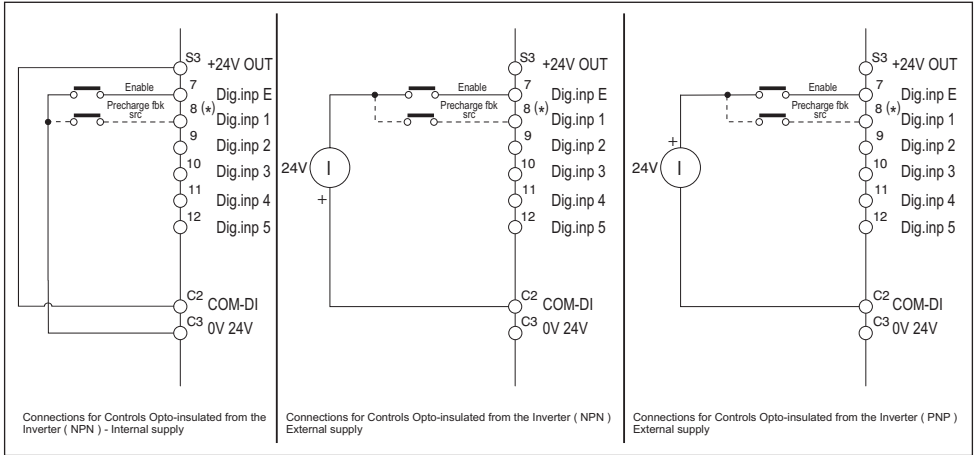 S3 +24V OUT
Enable 7 Dig.inp E
Precharge fbk
src 8 (*) Dig.inp 1
9 Dig.inp 2
10 Dig.inp 3
11 Dig.inp 4
12 Dig.inp 5
C2 COM-DI
C3 0V 24V
Connections for Controls Opto-insulated from the
Inverter ( NPN ) - Internal supply
S3 +24V OUT
Enable 7 Dig.inp E
Precharge fbk
src 8 (*) Dig.inp 1
9 Dig.inp 2
24V I 10 Dig.inp 3
+
11 Dig.inp 4
12 Dig.inp 5
C2 COM-DI
C3 0V 24V
Connections for Controls Opto-insulated from the Inverter ( NPN )
External supply
S3 +24V OUT
Enable 7 Dig.inp E
Precharge fbk
src 8 (*) Dig.inp 1
+
9 Dig.inp 2
24V I 10 Dig.inp 3
11 Dig.inp 4
12 Dig.inp 5
C2 COM-DI
C3 0V 24V
Connections for Controls Opto-insulated from the Inverter ( PNP )
External supply